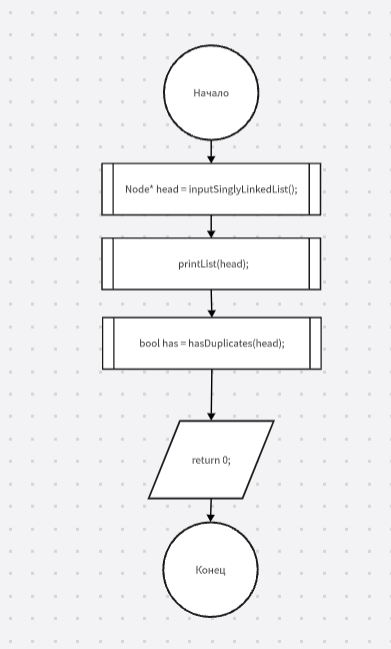 Начало
Node* head = inputSinglyLinkedList();
printList(head);
bool has = hasDuplicates(head);
return 0;
Конец